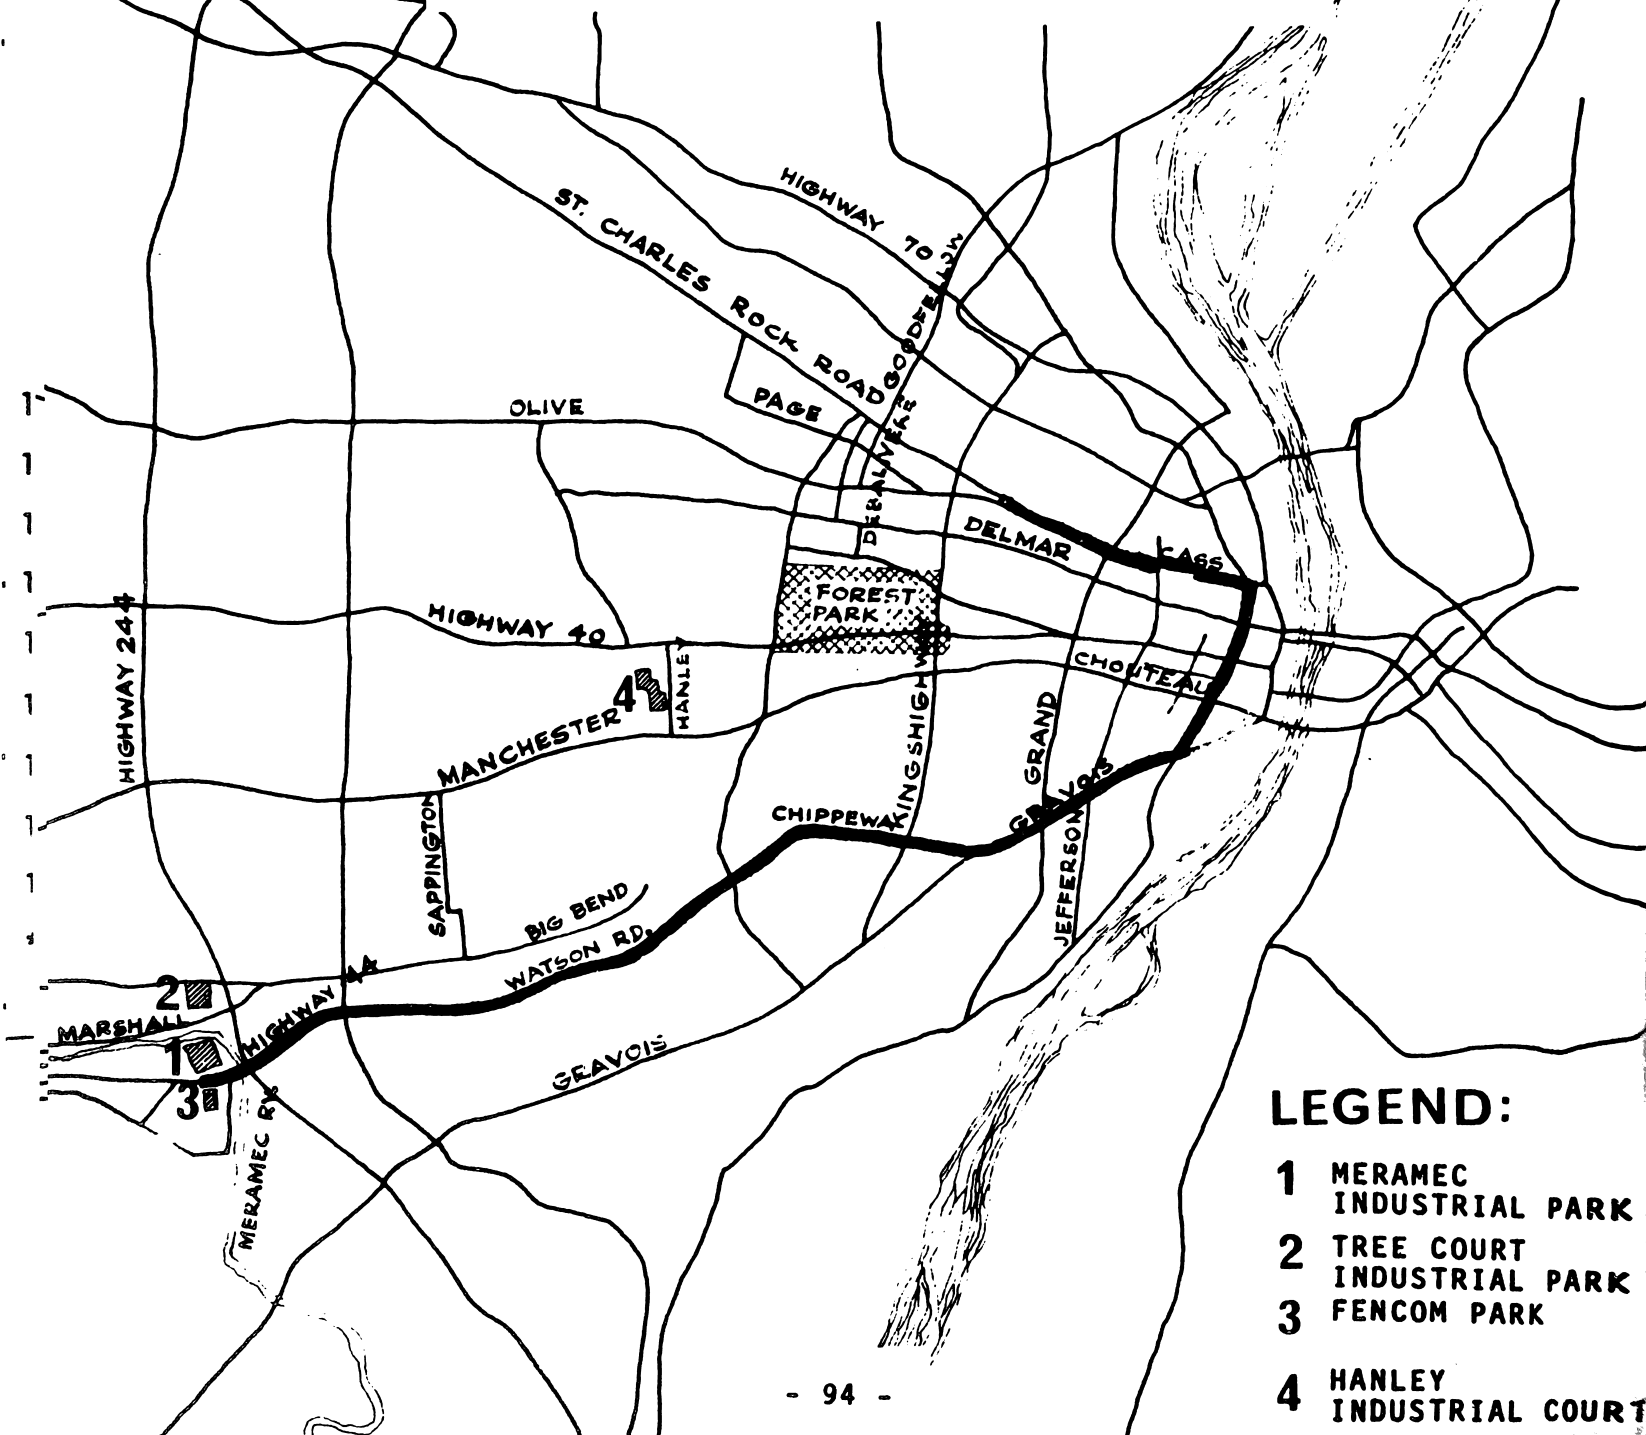 HIGHWAY 70
ST. CHARLES ROCK ROAD
GOODFELLOW
OLIVE
PAGE
DEBALIVERE
DELMAR
CASS
FOREST
PARK
HIGHWAY 40
HIGHWAY 244
HANLEY
4
MANCHESTER
CHOUTEAU
KINGSHIGHWAY
GRAND
GRAVOIS
JEFFERSON
CHIPPEWA
SAPPINGTON
BIG BEND
WATSON RD.
HIGHWAY 44
2
MARSHALL
1
3
MERAMEC RV.
GRAVOIS
LEGEND:
1 MERAMEC
INDUSTRIAL PARK
2 TREE COURT
INDUSTRIAL PARK
3 FENCOM PARK
4 HANLEY
INDUSTRIAL COURT
- 94 -